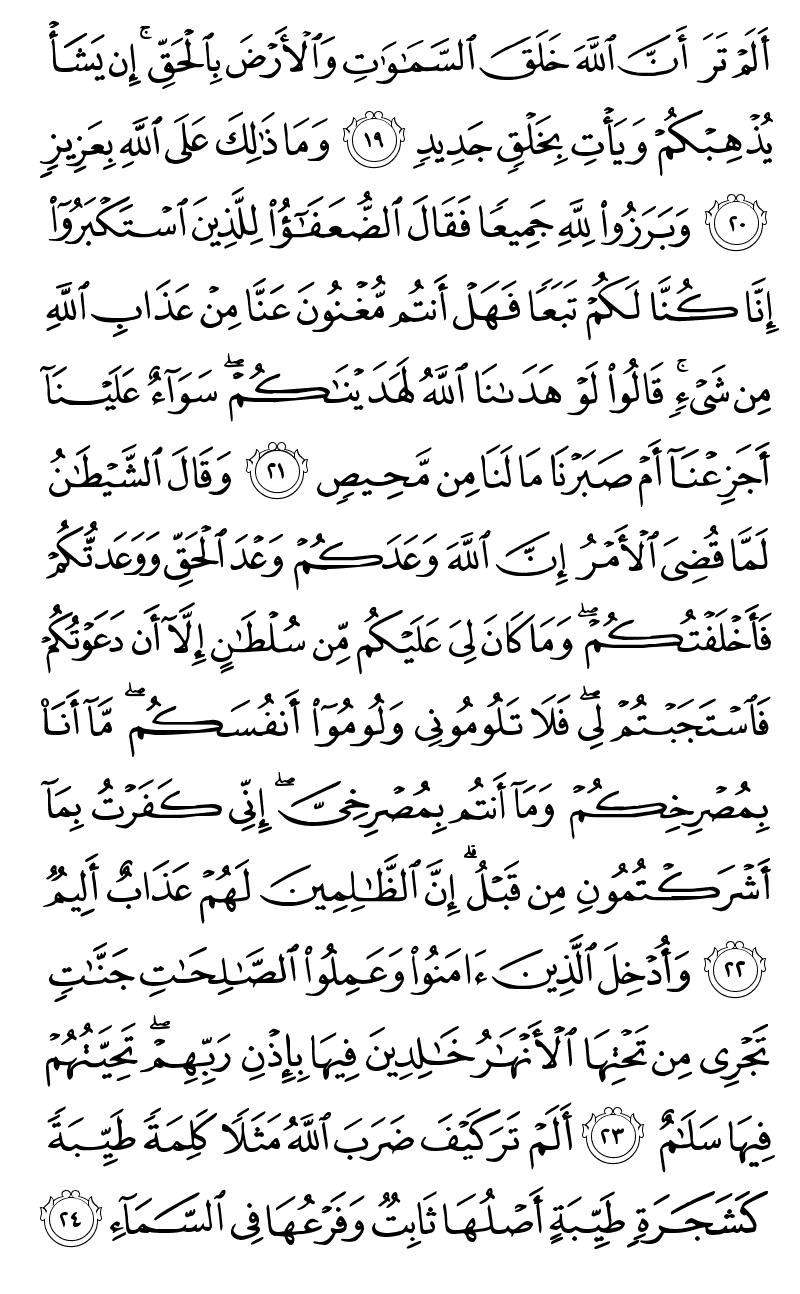 أَلَمْ تَرَ أَنَّ ٱللَّهَ خَلَقَ ٱلسَّمَٰوَٰتِ وَٱلْأَرْضَ بِٱلْحَقِّ ۚ إِن يَشَأْ
يُذْهِبْكُمْ وَيَأْتِ بِخَلْقٍ جَدِيدٍ ١٩ وَمَا ذَٰلِكَ عَلَى ٱللَّهِ بِعَزِيزٍ
٢٠ وَبَرَزُوا۟ لِلَّهِ جَمِيعًا فَقَالَ ٱلضُّعَفَٰٓؤُا۟ لِلَّذِينَ ٱسْتَكْبَرُوٓا۟
إِنَّا كُنَّا لَكُمْ تَبَعًا فَهَلْ أَنتُم مُّغْنُونَ عَنَّا مِنْ عَذَابِ ٱللَّهِ
مِن شَىْءٍ ۚ قَالُوا۟ لَوْ هَدَىٰنَا ٱللَّهُ لَهَدَيْنَٰكُمْ ۖ سَوَآءٌ عَلَيْنَآ
أَجَزِعْنَآ أَمْ صَبَرْنَا مَا لَنَا مِن مَّحِيصٍ ٢١ وَقَالَ ٱلشَّيْطَٰنُ
لَمَّا قُضِىَ ٱلْأَمْرُ إِنَّ ٱللَّهَ وَعَدَكُمْ وَعْدَ ٱلْحَقِّ وَوَعَدتُّكُمْ
فَأَخْلَفْتُكُمْ ۖ وَمَا كَانَ لِىَ عَلَيْكُم مِّن سُلْطَٰنٍ إِلَّآ أَن دَعَوْتُكُمْ
فَٱسْتَجَبْتُمْ لِى ۖ فَلَا تَلُومُونِى وَلُومُوٓا۟ أَنفُسَكُم ۖ مَّآ أَنَا۠
بِمُصْرِخِكُمْ وَمَآ أَنتُم بِمُصْرِخِىَّ ۖ إِنِّى كَفَرْتُ بِمَآ
أَشْرَكْتُمُونِ مِن قَبْلُ ۗ إِنَّ ٱلظَّٰلِمِينَ لَهُمْ عَذَابٌ أَلِيمٌ
٢٢ وَأُدْخِلَ ٱلَّذِينَ ءَامَنُوا۟ وَعَمِلُوا۟ ٱلصَّٰلِحَٰتِ جَنَّٰتٍ
تَجْرِى مِن تَحْتِهَا ٱلْأَنْهَٰرُ خَٰلِدِينَ فِيهَا بِإِذْنِ رَبِّهِمْ ۖ تَحِيَّتُهُمْ
فِيهَا سَلَٰمٌ ٢٣ أَلَمْ تَرَ كَيْفَ ضَرَبَ ٱللَّهُ مَثَلًا كَلِمَةً طَيِّبَةً
كَشَجَرَةٍ طَيِّبَةٍ أَصْلُهَا ثَابِتٌ وَفَرْعُهَا فِى ٱلسَّمَآءِ ٢٤